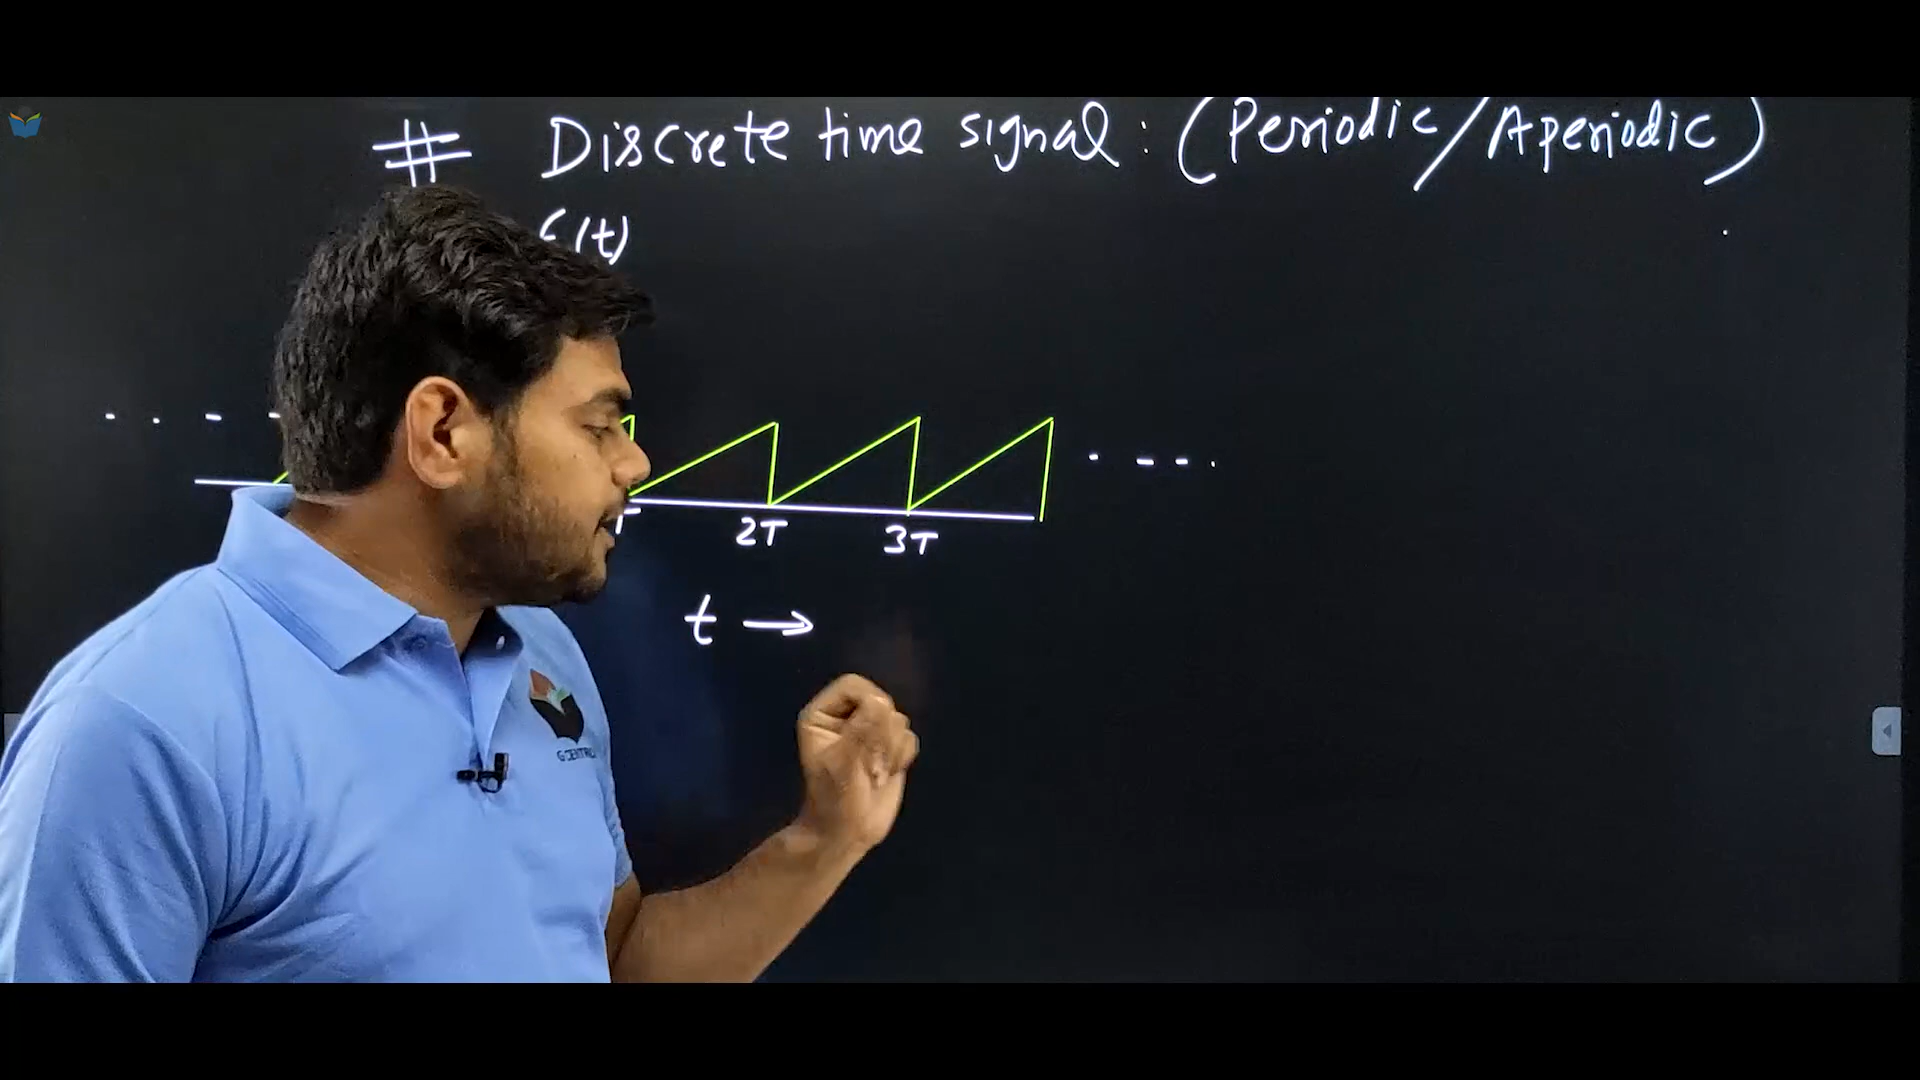 # Discrete time signal : (Periodic/Aperiodic)
f(t)
T 2T 3T
t →